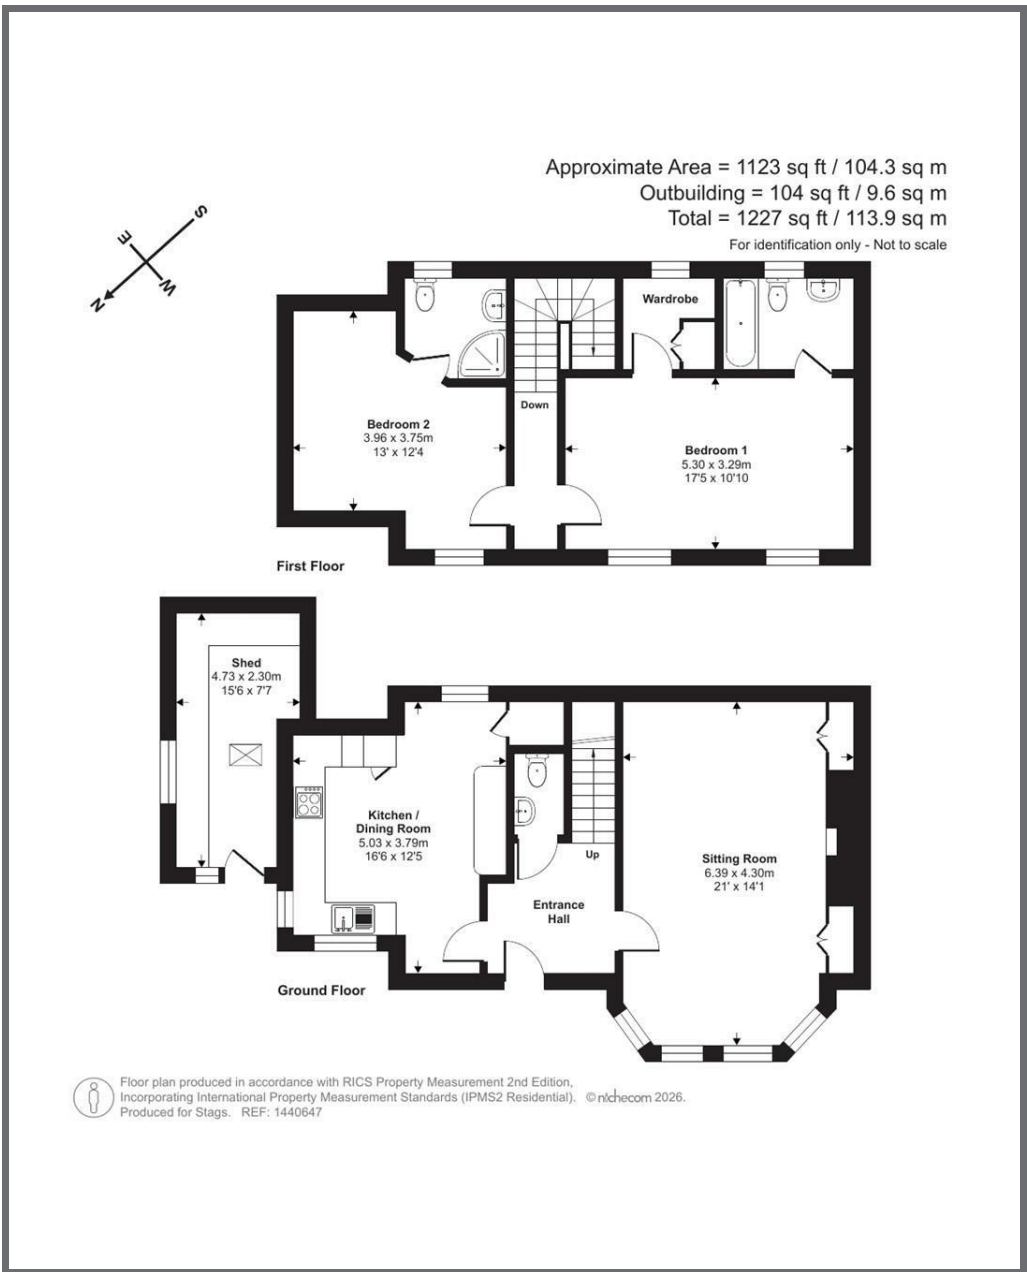 Approximate Area = 1123 sq ft / 104.3 sq m
Outbuilding = 104 sq ft / 9.6 sq m
Total = 1227 sq ft / 113.9 sq m
For identification only - Not to scale
S
E
W
N
Wardrobe
Down
Bedroom 2
3.96 x 3.75m
13' x 12'4
Bedroom 1
5.30 x 3.29m
17'5 x 10'10
First Floor
Shed
4.73 x 2.30m
15'6 x 7'7
Kitchen /
Dining Room
5.03 x 3.79m
16'6 x 12'5
Up
Sitting Room
6.39 x 4.30m
21' x 14'1
Entrance
Hall
Ground Floor
Floor plan produced in accordance with RICS Property Measurement 2nd Edition,
Incorporating International Property Measurement Standards (IPMS2 Residential). © nichecom 2026.
Produced for Stags. REF: 1440647